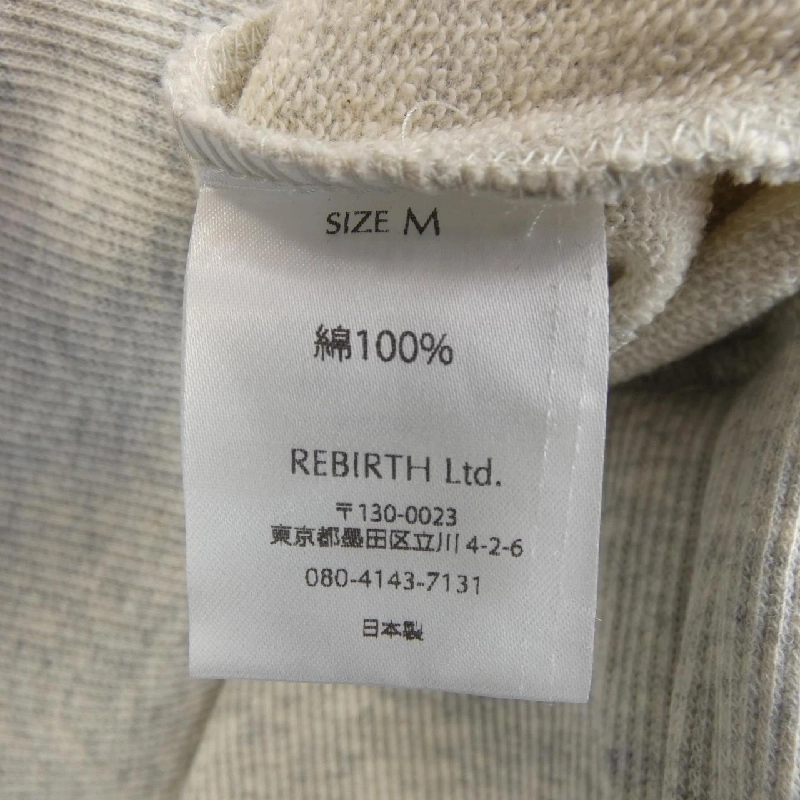 SIZE M
綿100%
REBIRTH Ltd.
〒130-0023
東京都墨田区立川4-2-6
080-4143-7131
日本製